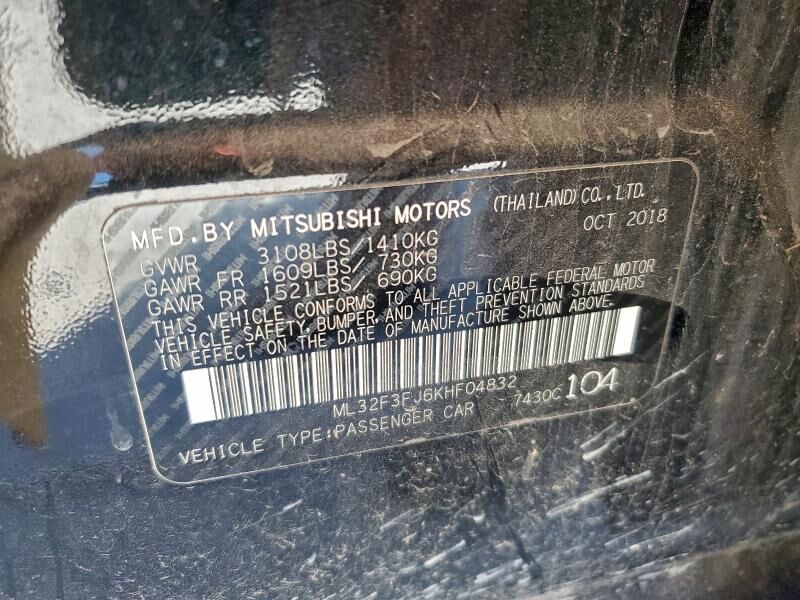 MFD.BY MITSUBISHI MOTORS (THAILAND)CO.,LTD.
OCT 2018
GVWR 3108LBS/1410KG
GAWR FR 1609LBS/ 730KG
GAWR RR 1521LBS/ 690KG
THIS VEHICLE CONFORMS TO ALL APPLICABLE FEDERAL MOTOR
VEHICLE SAFETY, BUMPER, AND THEFT PREVENTION STANDARDS
IN EFFECT ON THE DATE OF MANUFACTURE SHOWN ABOVE.
ML32F3FJ6KHF04832
VEHICLE TYPE:PASSENGER CAR 7430C 104